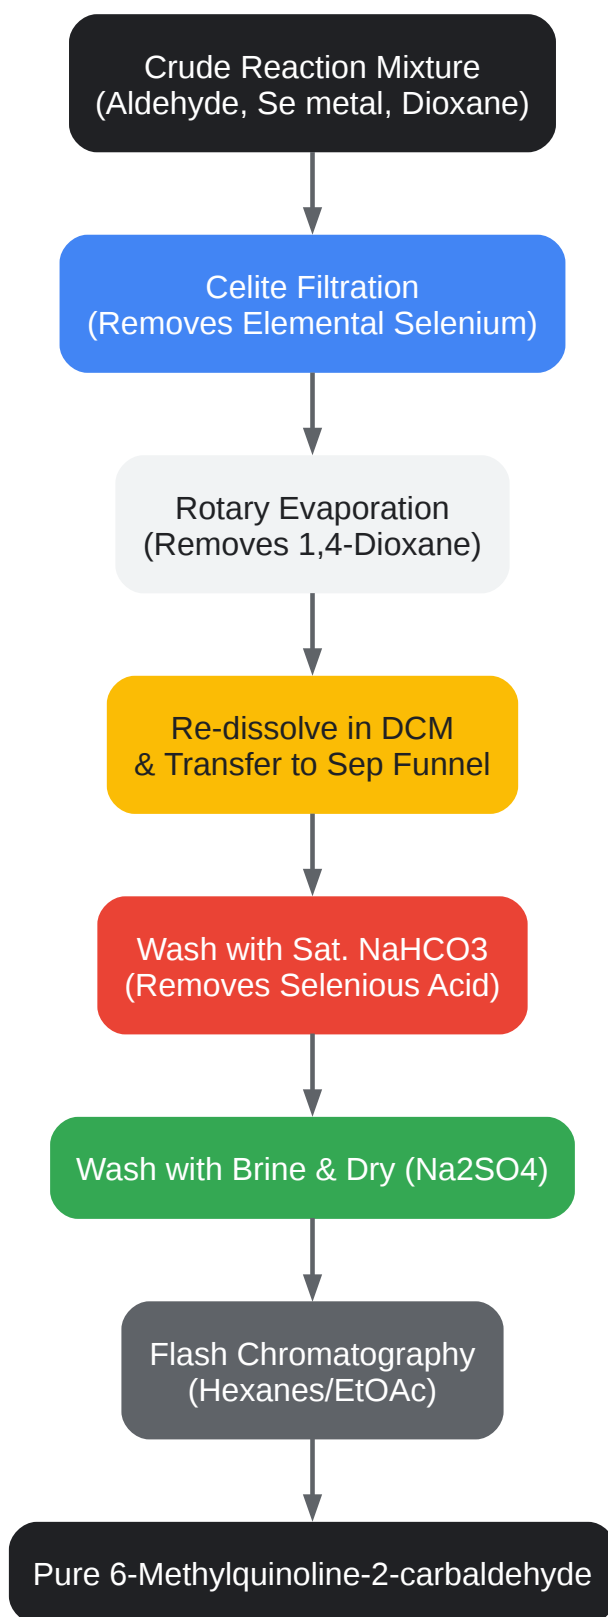 Crude Reaction Mixture
(Aldehyde, Se metal, Dioxane)
Celite Filtration
(Removes Elemental Selenium)
Rotary Evaporation
(Removes 1,4-Dioxane)
Re-dissolve in DCM
& Transfer to Sep Funnel
Wash with Sat. NaHCO3
(Removes Selenious Acid)
Wash with Brine & Dry (Na2SO4)
Flash Chromatography
(Hexanes/EtOAc)
Pure 6-Methylquinoline-2-carbaldehyde